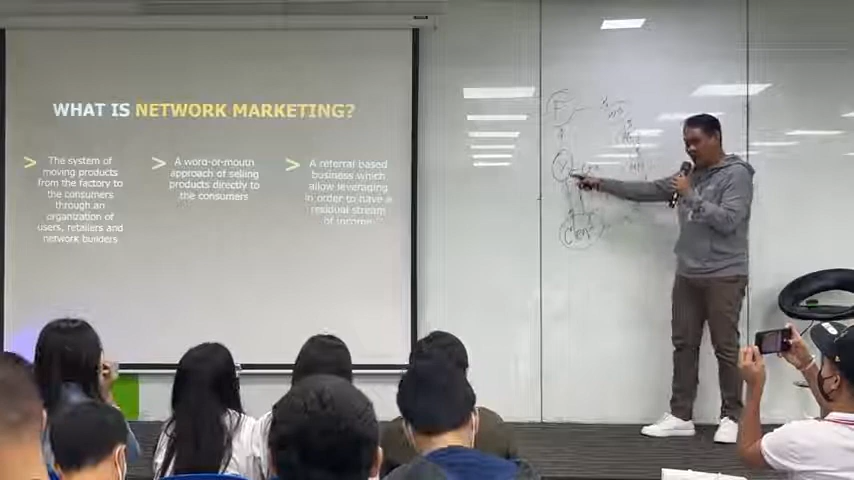 WHAT IS NETWORK MARKETING?
The system of
moving products
from the factory to
the consumers
through an
organization of
users, retailers and
network builders
A word-or-mouth
approach of selling
products directly to
the consumers
A referral based
business which
allow leveraging
in order to have a
residual stream
of income.
F